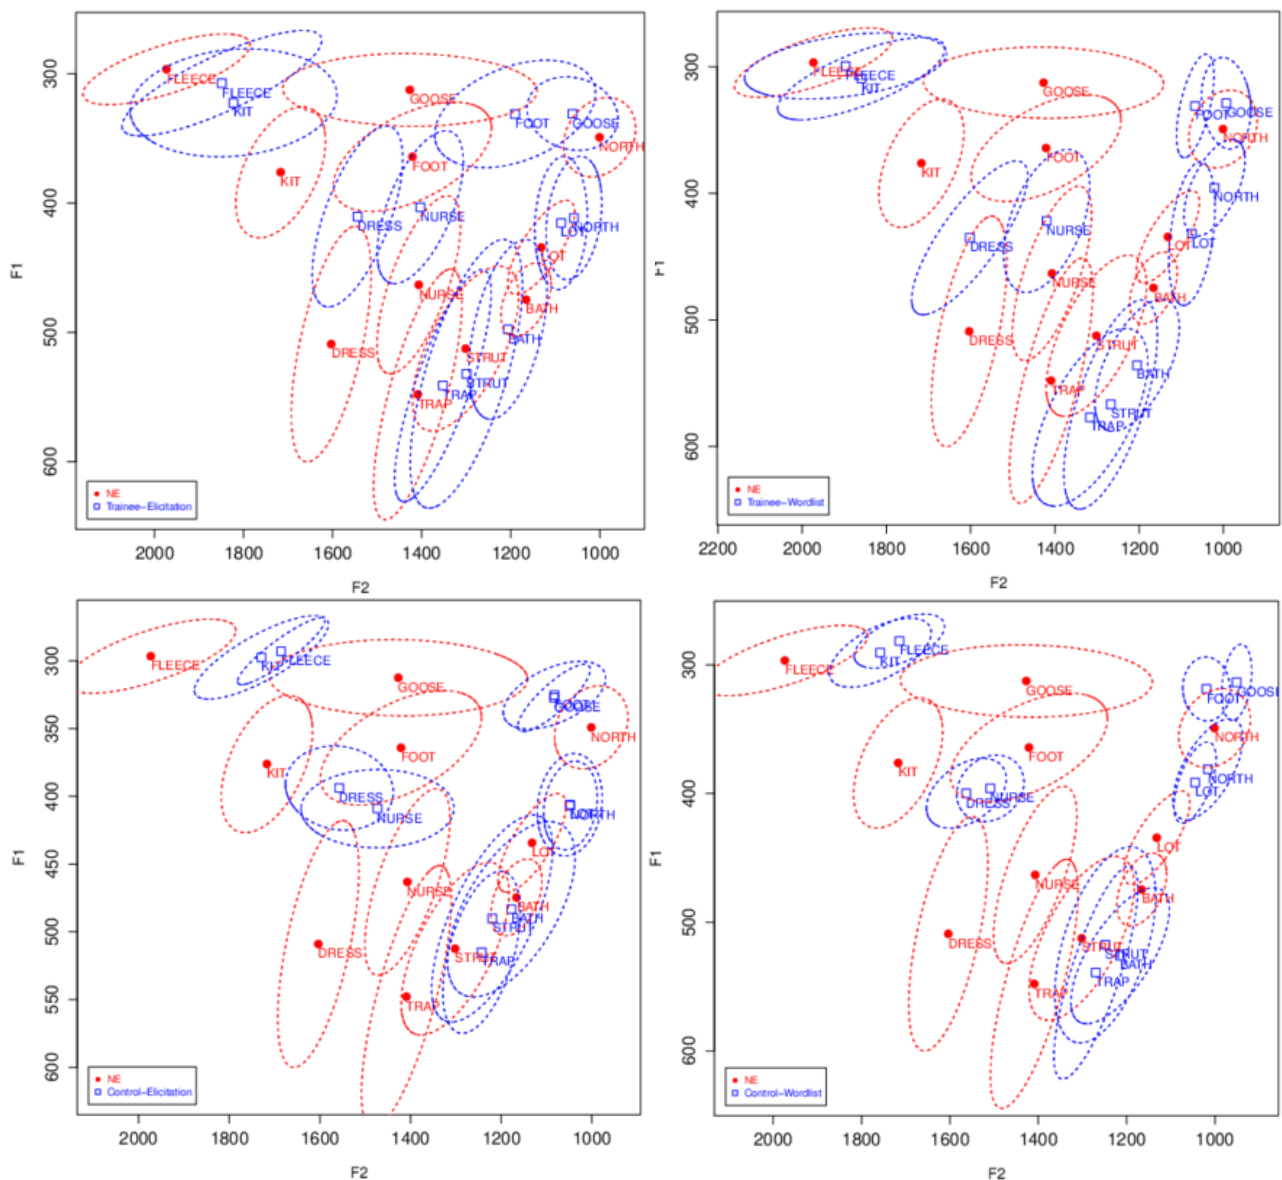 300
400
500
600
F1
FLEECE
FLEECE
KIT
GOOSE
FOOT
GOOSE
NORTH
KIT
FOOT
DRESS
NURSE
LOT
NORTH
LOT
NURSE
BATH
BATH
DRESS
STRUT
STRUT
TRAP
TRAP
NE
Trainee-Elicitation
2000 1800 1600 1400 1200 1000
F2
300
400
500
600
F1
FLEECE
FLEECE
KIT
GOOSE
FOOT
GOOSE
NORTH
KIT
FOOT
NORTH
DRESS
NURSE
LOT
LOT
NURSE
BATH
DRESS
STRUT
BATH
TRAP
STRUT
TRAP
NE
Trainee-Wordlist
2200 2000 1800 1600 1400 1200 1000
F2
300
350
400
450
500
550
600
F1
FLEECE
KIT
FLEECE
GOOSE
GOOSE
NORTH
FOOT
KIT
DRESS
NURSE
NORTH
LOT
NURSE
BATH
BATH
STRUT
DRESS
STRUT
TRAP
TRAP
NE
Control-Elicitation
2000 1800 1600 1400 1200 1000
F2
300
400
500
600
F1
FLEECE
FLEECE
KIT
GOOSE
FOOT
GOOSE
NORTH
FOOT
KIT
NORTH
LOT
DRESS
NURSE
LOT
NURSE
BATH
DRESS
STRUT
STRUT
BATH
TRAP
TRAP
NE
Control-Wordlist
2000 1800 1600 1400 1200 1000
F2